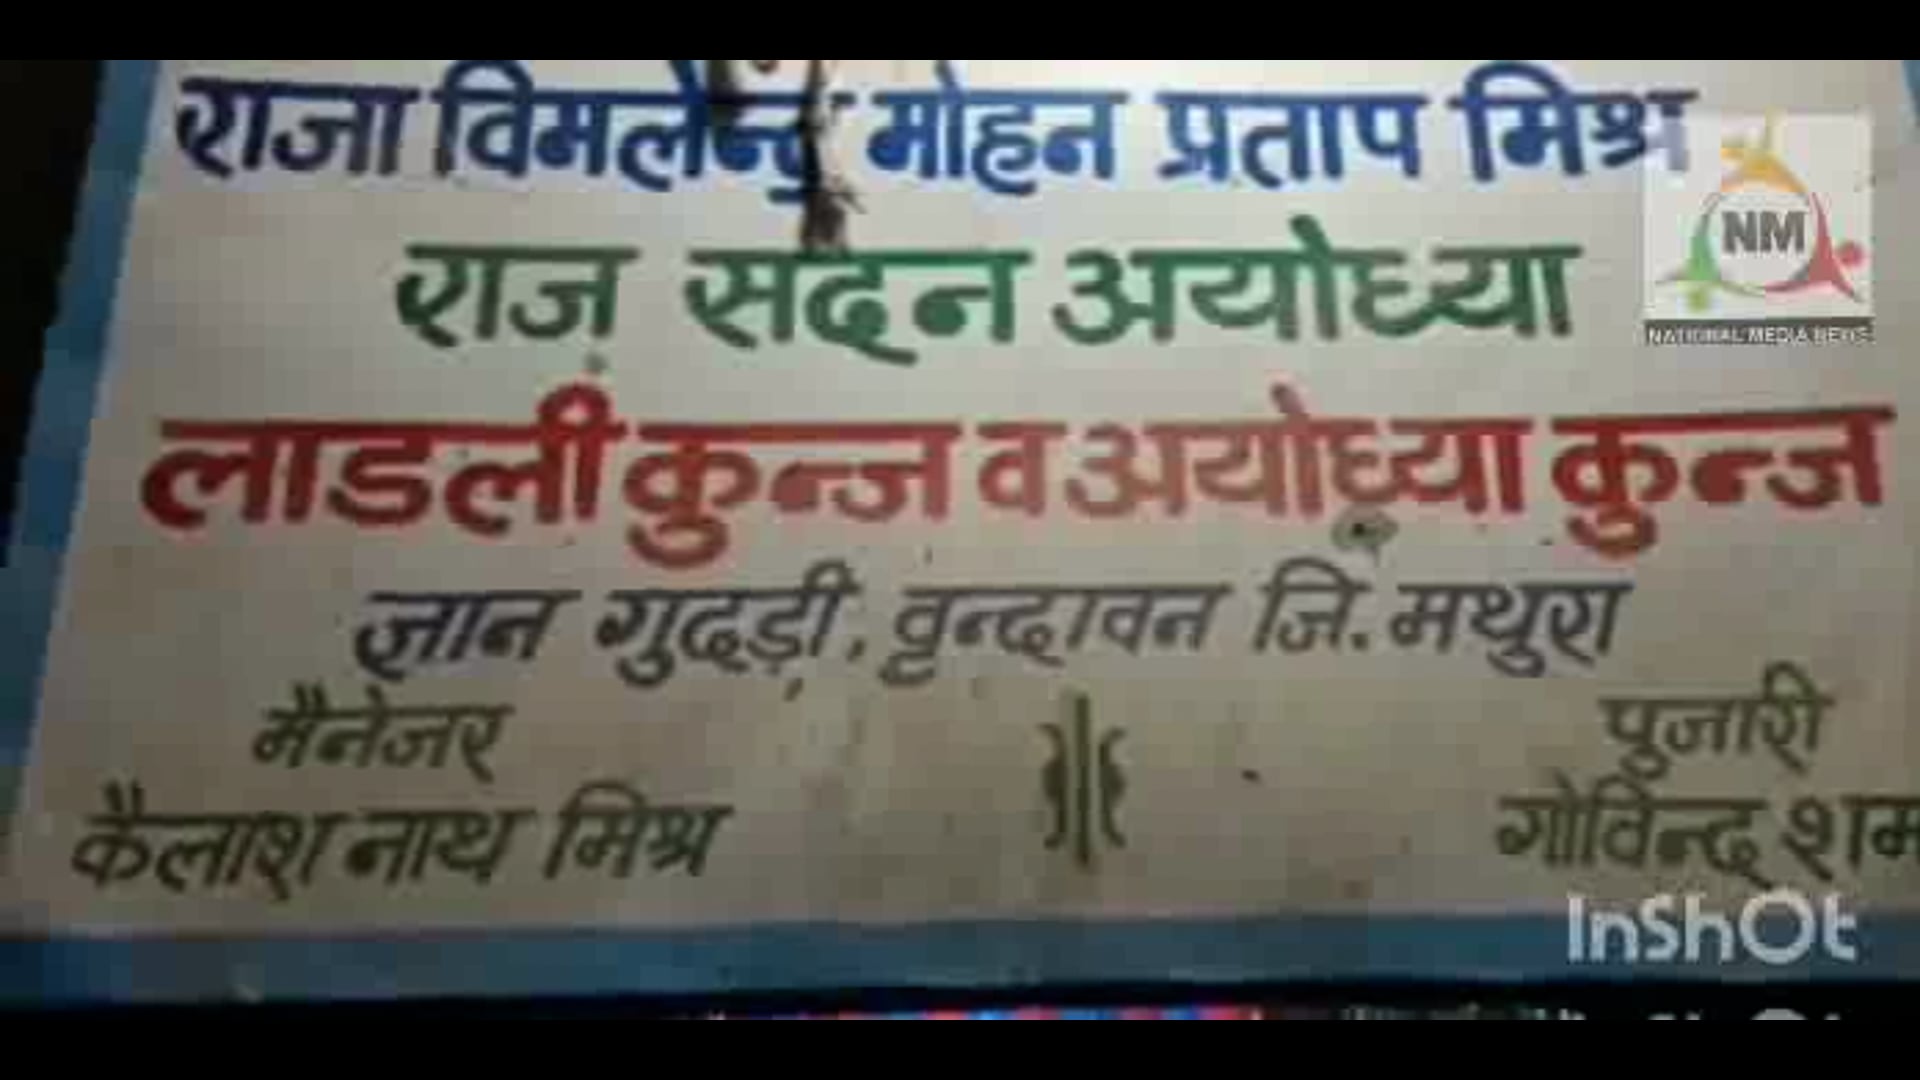 राजा विमलेन्दु मोहन प्रताप मिश्र
राज सदन अयोध्या
लाडली कुन्ज व अयोध्या कुन्ज
ज्ञान गुदड़ी, वृन्दावन जि. मथुरा
मैनेजर
कैलाश नाथ मिश्र
पुजारी
गोविन्द
NM
NATIONAL MEDIA NEWS
InShOt